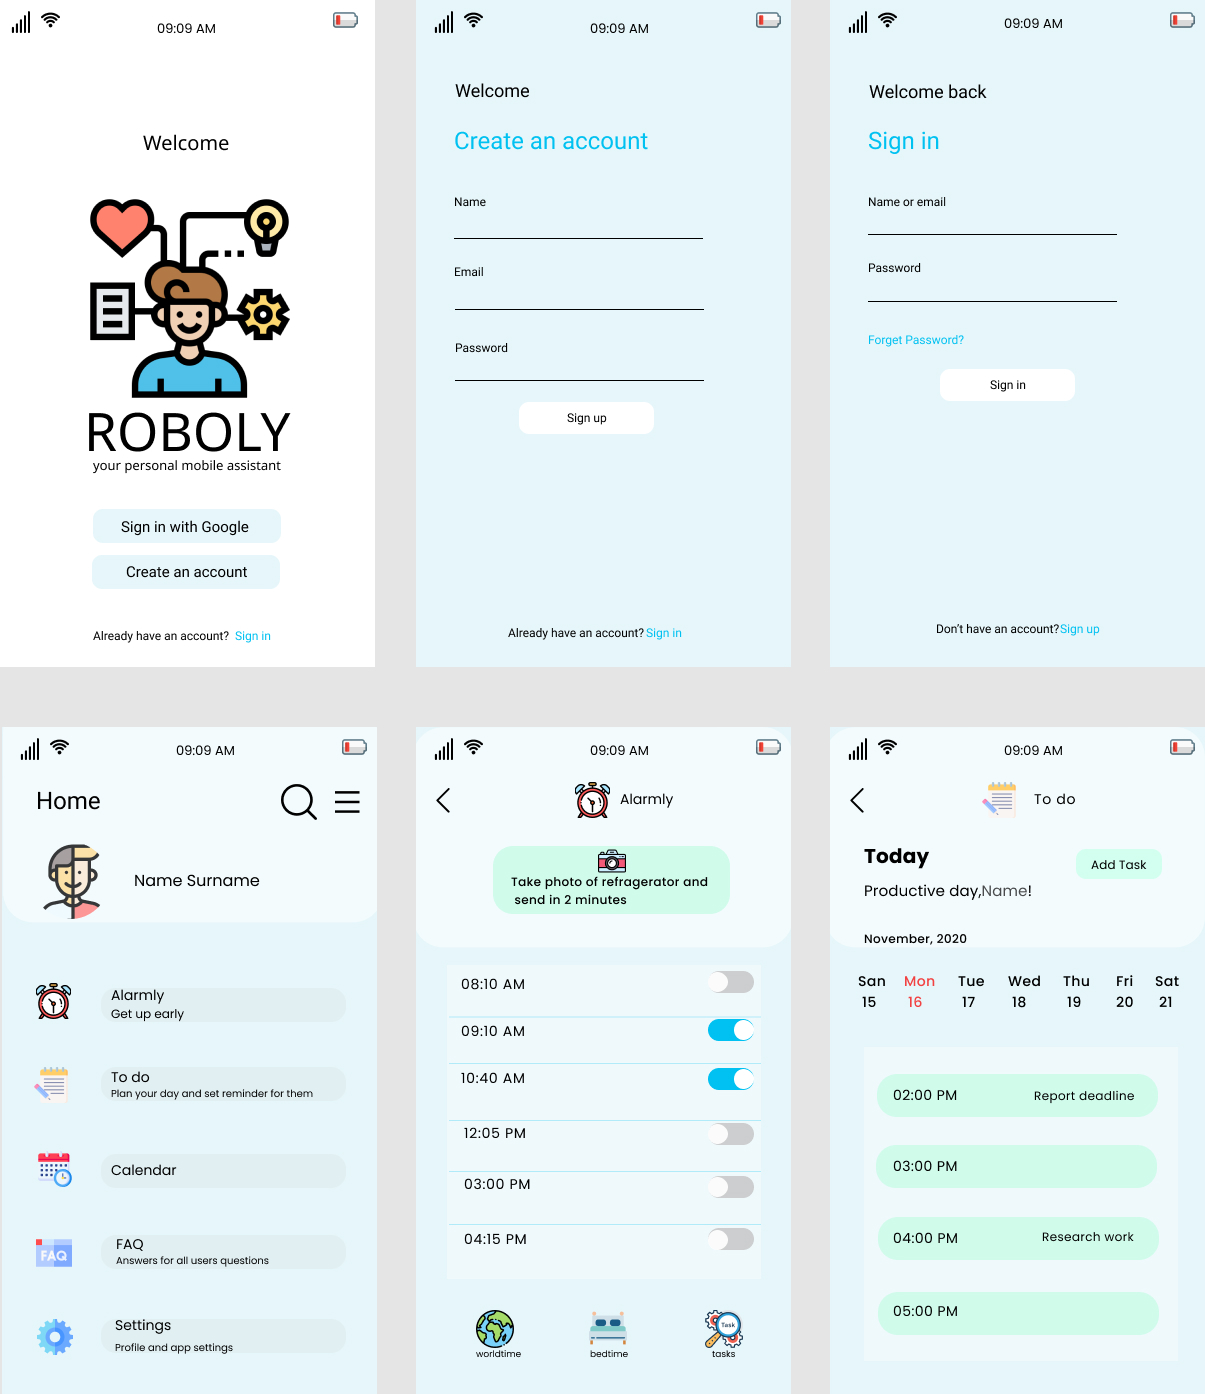 09:09 AM
Welcome
ROBOLY
your personal mobile assistant
Sign in with Google
Create an account
Already have an account? Sign in
09:09 AM
Welcome
Create an account
Name
Email
Password
Sign up
Already have an account? Sign in
09:09 AM
Welcome back
Sign in
Name or email
Password
Forget Password?
Sign in
Don't have an account? Sign up
09:09 AM
Home
Name Surname
Alarmly
Get up early
To do
Plan your day and set reminder for them
Calendar
FAQ
FAQ
Answers for all users questions
Settings
Profile and app settings
09:09 AM
Alarmly
Take photo of refragerator and
send in 2 minutes
08:10 AM
09:10 AM
10:40 AM
12:05 PM
03:00 PM
04:15 PM
Task
worldtime bedtime tasks
09:09 AM
To do
Today
Add Task
Productive day,Name!
November, 2020
San Mon Tue Wed Thu Fri Sat
15 16 17 18 19 20 21
02:00 PM Report deadline
03:00 PM
04:00 PM Research work
05:00 PM